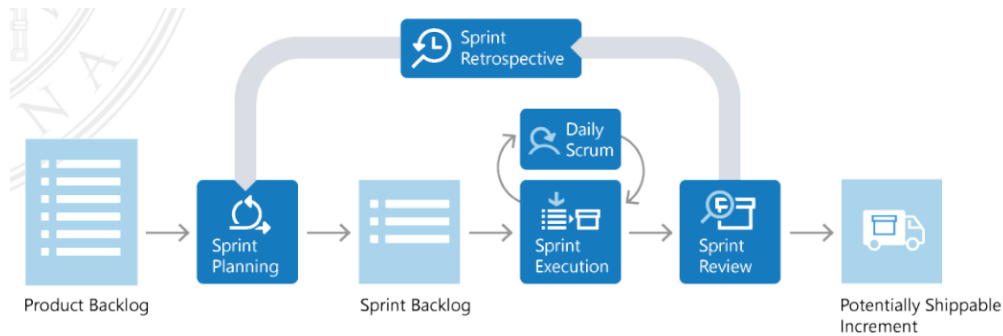 Sprint
Retrospective
Daily
Scrum
Sprint
Planning
Sprint
Execution
Sprint
Review
Product Backlog
Sprint Backlog
Potentially Shippable
Increment
N A